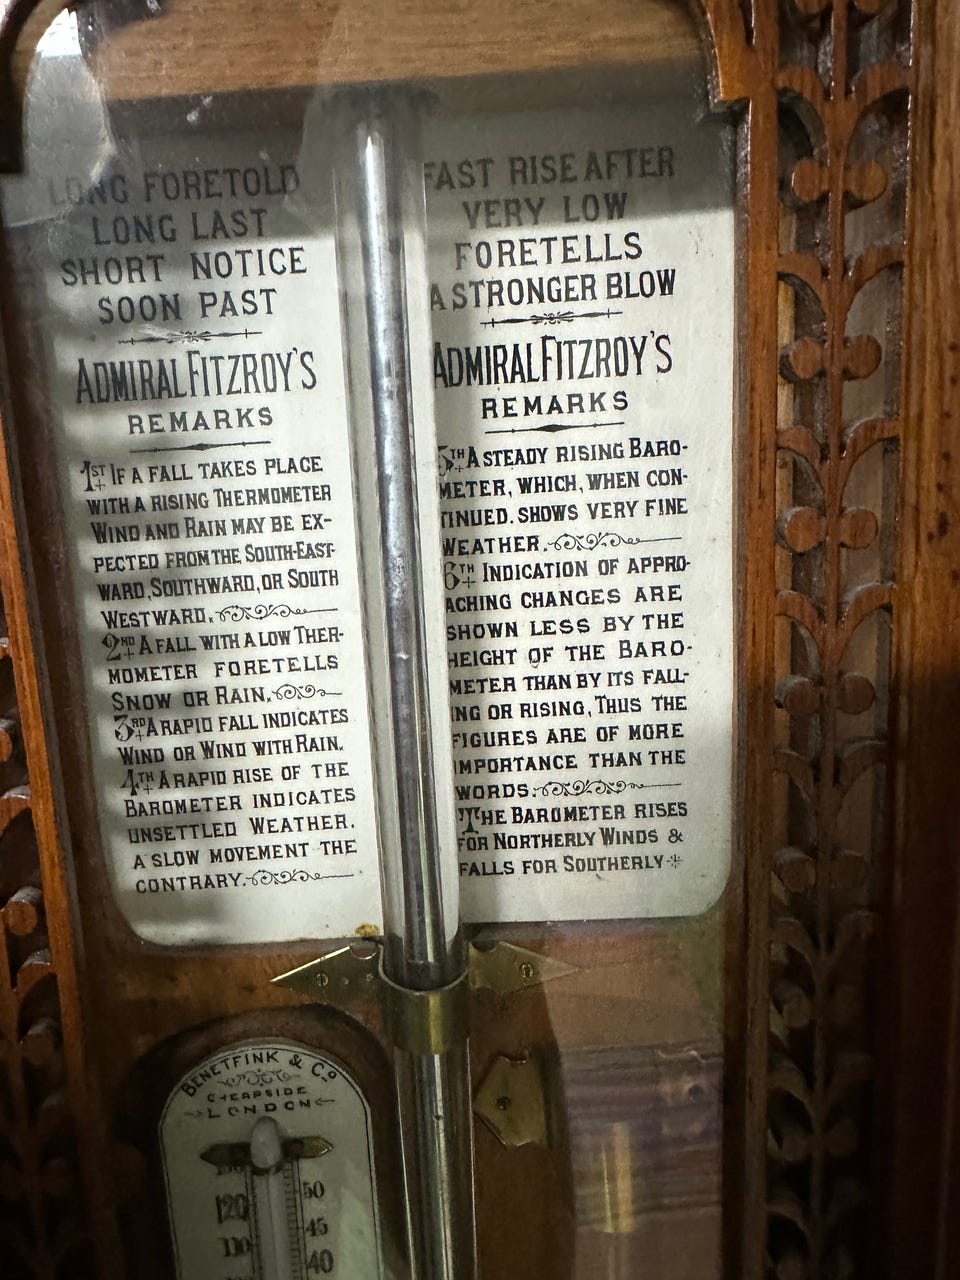 LONG FORETOLD
LONG LAST
SHORT NOTICE
SOON PAST
ADMIRAL FITZROY'S
REMARKS
1ST IF A FALL TAKES PLACE
WITH A RISING THERMOMETER
WIND AND RAIN MAY BE EX-
PECTED FROM THE SOUTH-EAST-
WARD, SOUTHWARD, OR SOUTH
WESTWARD.
2ND A FALL WITH A LOW THER-
MOMETER FORETELLS
SNOW OR RAIN.
3RD A RAPID FALL INDICATES
WIND OR WIND WITH RAIN.
4TH A RAPID RISE OF THE
BAROMETER INDICATES
UNSETTLED WEATHER.
A SLOW MOVEMENT THE
CONTRARY.
FAST RISE AFTER
VERY LOW
FORETELLS
A STRONGER BLOW
ADMIRAL FITZROY'S
REMARKS
5TH A STEADY RISING BARO-
METER, WHICH, WHEN CON-
TINUED. SHOWS VERY FINE
WEATHER.
6TH INDICATION OF APPRO-
ACHING CHANGES ARE
SHOWN LESS BY THE
HEIGHT OF THE BARO-
METER THAN BY ITS FALL-
ING OR RISING, THUS THE
FIGURES ARE OF MORE
IMPORTANCE THAN THE
WORDS:
THE BAROMETER RISES
FOR NORTHERLY WINDS &
FALLS FOR SOUTHERLY
BENETFINK & CO
CHEAPSIDE
LONDON
50
120
45
110
40